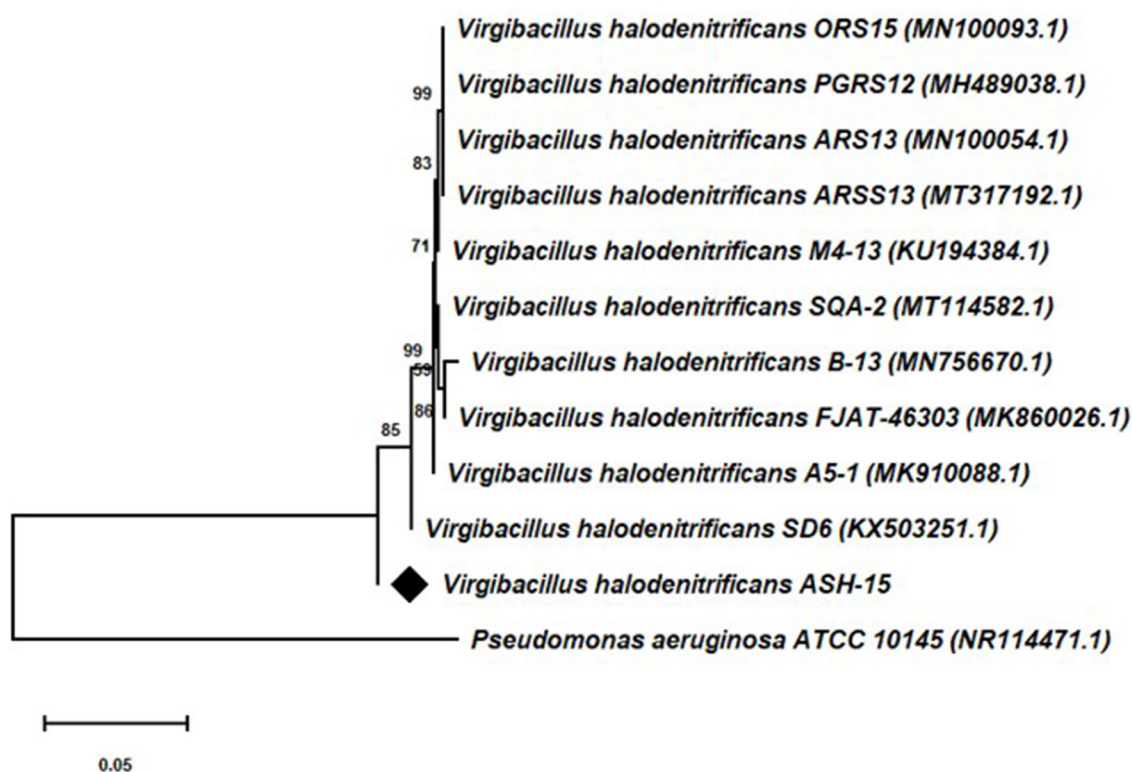 Virgibacillus halodenitrificans ORS15 (MN100093.1)
Virgibacillus halodenitrificans PGRS12 (MH489038.1)
99
Virgibacillus halodenitrificans ARS13 (MN100054.1)
83
Virgibacillus halodenitrificans ARSS13 (MT317192.1)
71
Virgibacillus halodenitrificans M4-13 (KU194384.1)
Virgibacillus halodenitrificans SQA-2 (MT114582.1)
99
59
Virgibacillus halodenitrificans B-13 (MN756670.1)
86
Virgibacillus halodenitrificans FJAT-46303 (MK860026.1)
85
Virgibacillus halodenitrificans A5-1 (MK910088.1)
Virgibacillus halodenitrificans SD6 (KX503251.1)
Virgibacillus halodenitrificans ASH-15
Pseudomonas aeruginosa ATCC 10145 (NR114471.1)
0.05